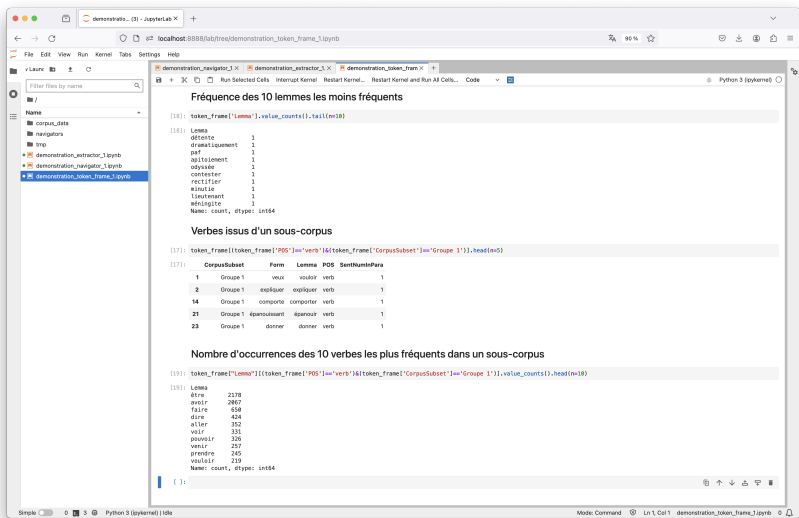 demonstratio… (3) - JupyterLab
localhost:8888/lab/tree/demonstration_token_frame_1.ipynb
90 %
File Edit View Run Kernel Tabs Settings Help
Launc
demonstration_navigator_1.
demonstration_extractor_1.
demonstration_token_fram
Filter files by name
Run Selected Cells Interrupt Kernel Restart Kernel... Restart Kernel and Run All Cells... Code
Python 3 (ipykernel)
/
Name
corpus_data
navigators
tmp
demonstration_extractor_1.ipynb
demonstration_navigator_1.ipynb
demonstration_token_frame_1.ipynb
Fréquence des 10 lemmes les moins fréquents
token_frame['Lemma'].value_counts().tail(n=10)
Lemma
détente 1
dramatiquement 1
paf 1
apitoiement 1
odyssée 1
contester 1
rectifier 1
minutie 1
lieutenant 1
méningite 1
Name: count, dtype: int64
Verbes issus d'un sous-corpus
[17]: token_frame[(token_frame['POS']=='verb')&(token_frame['CorpusSubset']=='Groupe 1')].head(n=5)
[17]: CorpusSubset Form Lemma POS SentNumInPara
1 Groupe 1 veux vouloir verb 1
2 Groupe 1 expliquer expliquer verb 1
14 Groupe 1 comporte comporter verb 1
21 Groupe 1 épanouissant épanouir verb 1
23 Groupe 1 donner donner verb 1
Nombre d'occurrences des 10 verbes les plus fréquents dans un sous-corpus
[19]: token_frame["Lemma"][(token_frame['POS']=='verb')&(token_frame['CorpusSubset']=='Groupe 1')].value_counts().head(n=10)
[19]: Lemma
être 2178
avoir 2067
faire 650
dire 424
aller 352
voir 331
pouvoir 326
venir 257
prendre 245
vouloir 219
Name: count, dtype: int64
[ ]:
Simple 0 3 Python 3 (ipykernel) | Idle
Mode: Command Ln 1, Col 1 demonstration_token_frame_1.ipynb 0